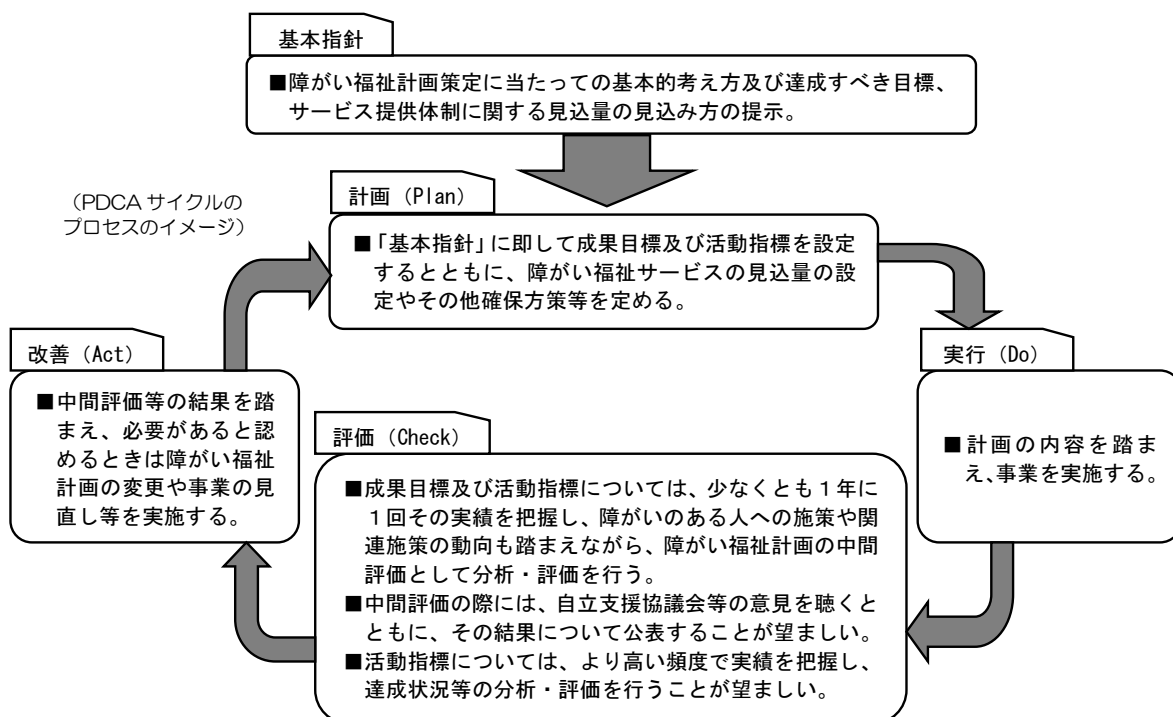 基本指針
■障がい福祉計画策定に当たっての基本的考え方及び達成すべき目標、
サービス提供体制に関する見込量の見込み方の提示。
（PDCA サイクルの
プロセスのイメージ）
計画（Plan）
■「基本指針」に即して成果目標及び活動指標を設定
するとともに、障がい福祉サービスの見込量の設
定やその他確保方策等を定める。
改善（Act）
■中間評価等の結果を踏
まえ、必要があると認
めるときは障がい福祉
計画の変更や事業の見
直し等を実施する。
実行（Do）
■計画の内容を踏ま
え、事業を実施する。
評価（Check）
■成果目標及び活動指標については、少なくとも１年に
１回その実績を把握し、障がいのある人への施策や関
連施策の動向も踏まえながら、障がい福祉計画の中間
評価として分析・評価を行う。
■中間評価の際には、自立支援協議会等の意見を聴くと
ともに、その結果について公表することが望ましい。
■活動指標については、より高い頻度で実績を把握し、
達成状況等の分析・評価を行うことが望ましい。